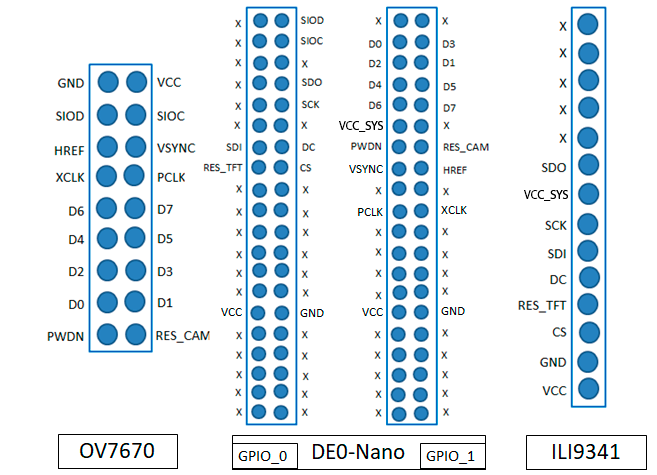 GND VCC
SIOD SIOC
HREF VSYNC
XCLK PCLK
D6 D7
D4 D5
D2 D3
D0 D1
PWDN RES_CAM
OV7670
X SIOD
X SIOC
X X
X SDO
X SCK
X X
SDI DC
RES_TFT CS
X X
X X
X X
X X
X X
X X
VCC GND
X X
X X
X X
X X
X X
X X
D0 D3
D2 D1
D4 D5
D6 D7
VCC_SYS X
PWDN RES_CAM
VSYNC HREF
X X
PCLK XCLK
X X
X X
X X
X X
VCC GND
X X
X X
X X
X X
X X
GPIO_0 DE0-Nano GPIO_1
X
X
X
X
X
SDO
VCC_SYS
SCK
SDI
DC
RES_TFT
CS
GND
VCC
ILI9341